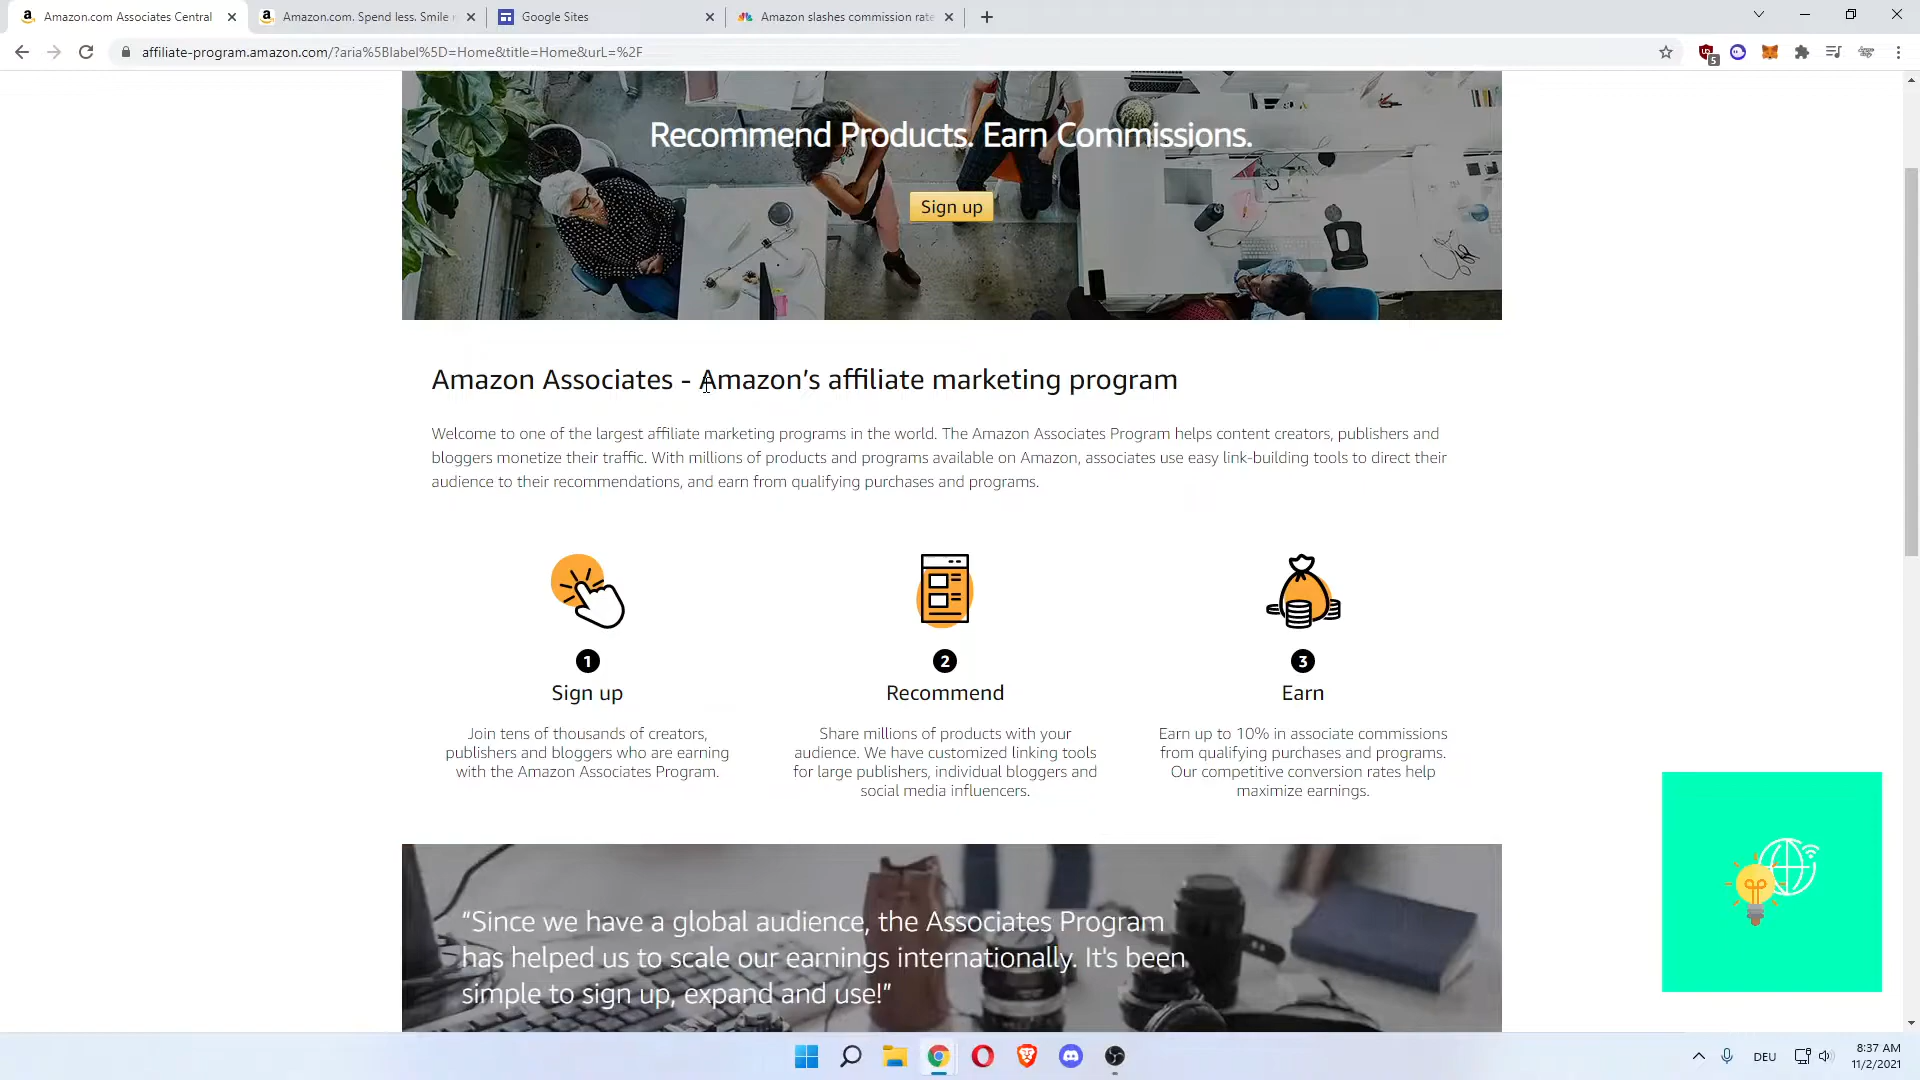 Amazon.com Associates Central
Amazon.com. Spend less. Smile
Google Sites
Amazon slashes commission rate
affiliate-program.amazon.com/?aria%5Blabel%5D=Home&title=Home&urL=%2F
5
Recommend Products. Earn Commissions.
Sign up
Amazon Associates - Amazon's affiliate marketing program
Welcome to one of the largest affiliate marketing programs in the world. The Amazon Associates Program helps content creators, publishers and
bloggers monetize their traffic. With millions of products and programs available on Amazon, associates use easy link-building tools to direct their
audience to their recommendations, and earn from qualifying purchases and programs.
1
Sign up
Join tens of thousands of creators,
publishers and bloggers who are earning
with the Amazon Associates Program.
2
Recommend
Share millions of products with your
audience. We have customized linking tools
for large publishers, individual bloggers and
social media influencers.
3
Earn
Earn up to 10% in associate commissions
from qualifying purchases and programs.
Our competitive conversion rates help
maximize earnings.
“Since we have a global audience, the Associates Program
has helped us to scale our earnings internationally. It's been
simple to sign up, expand and use!”
DEU
8:37 AM
11/2/2021